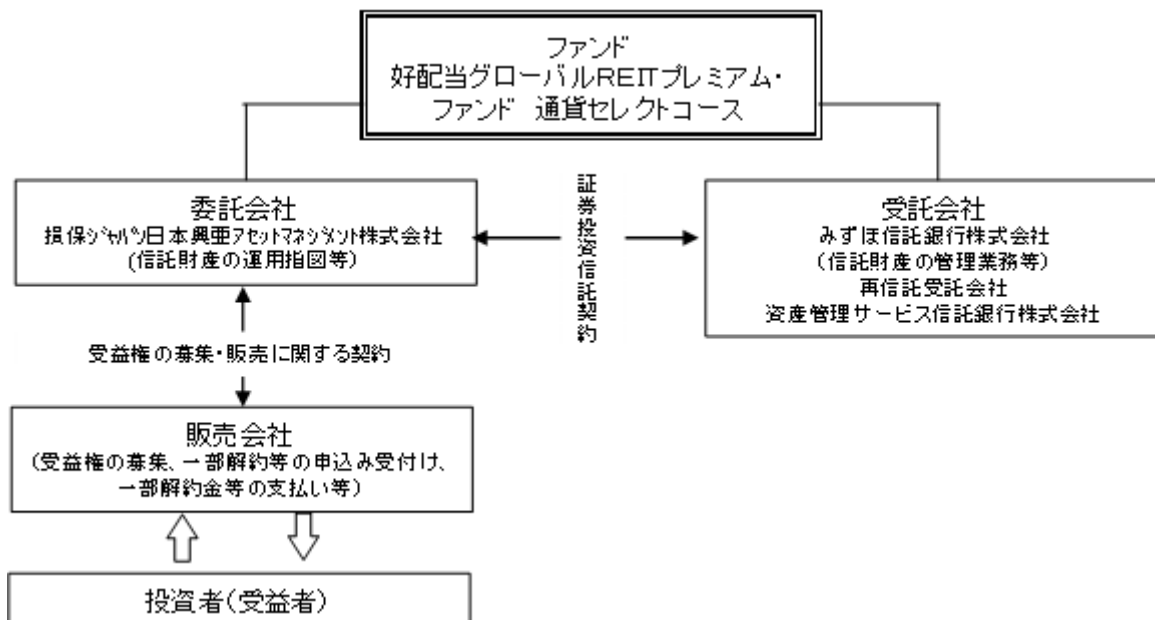 ファンド
好配当グローバルREITプレミアム・
ファンド 通貨セレクトコース
委託会社
損保ジャパン日本興亜アセットマネジメント株式会社
(信託財産の運用指図等)
証券投資信託契約
受託会社
みずほ信託銀行株式会社
(信託財産の管理業務等)
再信託受託会社
資産管理サービス信託銀行株式会社
受益権の募集・販売に関する契約
販売会社
(受益権の募集、一部解約等の申込み受付け、
一部解約金等の支払い等)
投資者(受益者)